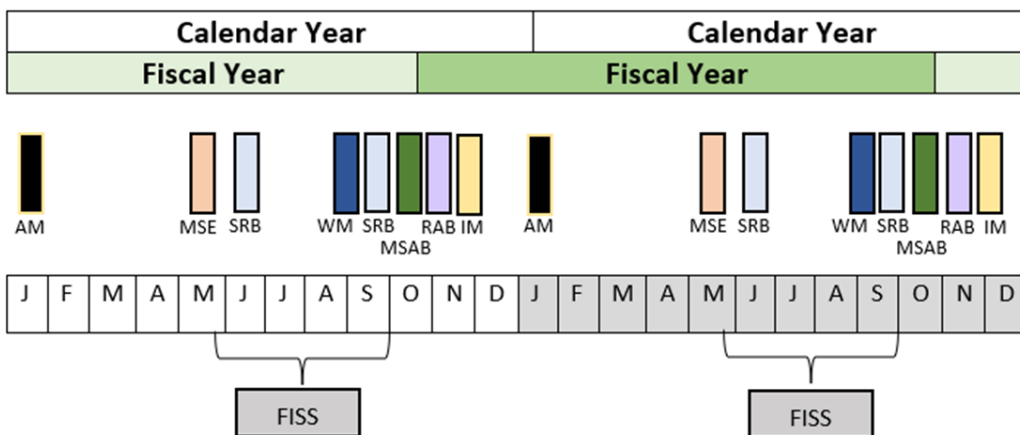 Calendar Year Calendar Year
Fiscal Year Fiscal Year
AM MSE SRB WM SRB RAB IM AM MSE SRB WM SRB RAB IM
MSAB MSAB
J F M A M J J A S O N D J F M A M J J A S O N D
FISS FISS